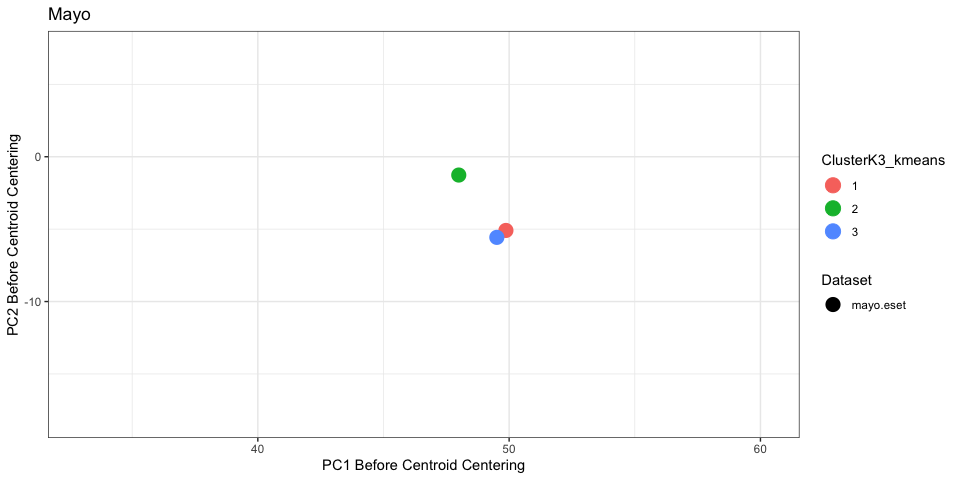 Mayo
PC2 Before Centroid Centering
0
-10
40
50
60
PC1 Before Centroid Centering
ClusterK3_kmeans
1
2
3
Dataset
mayo.eset